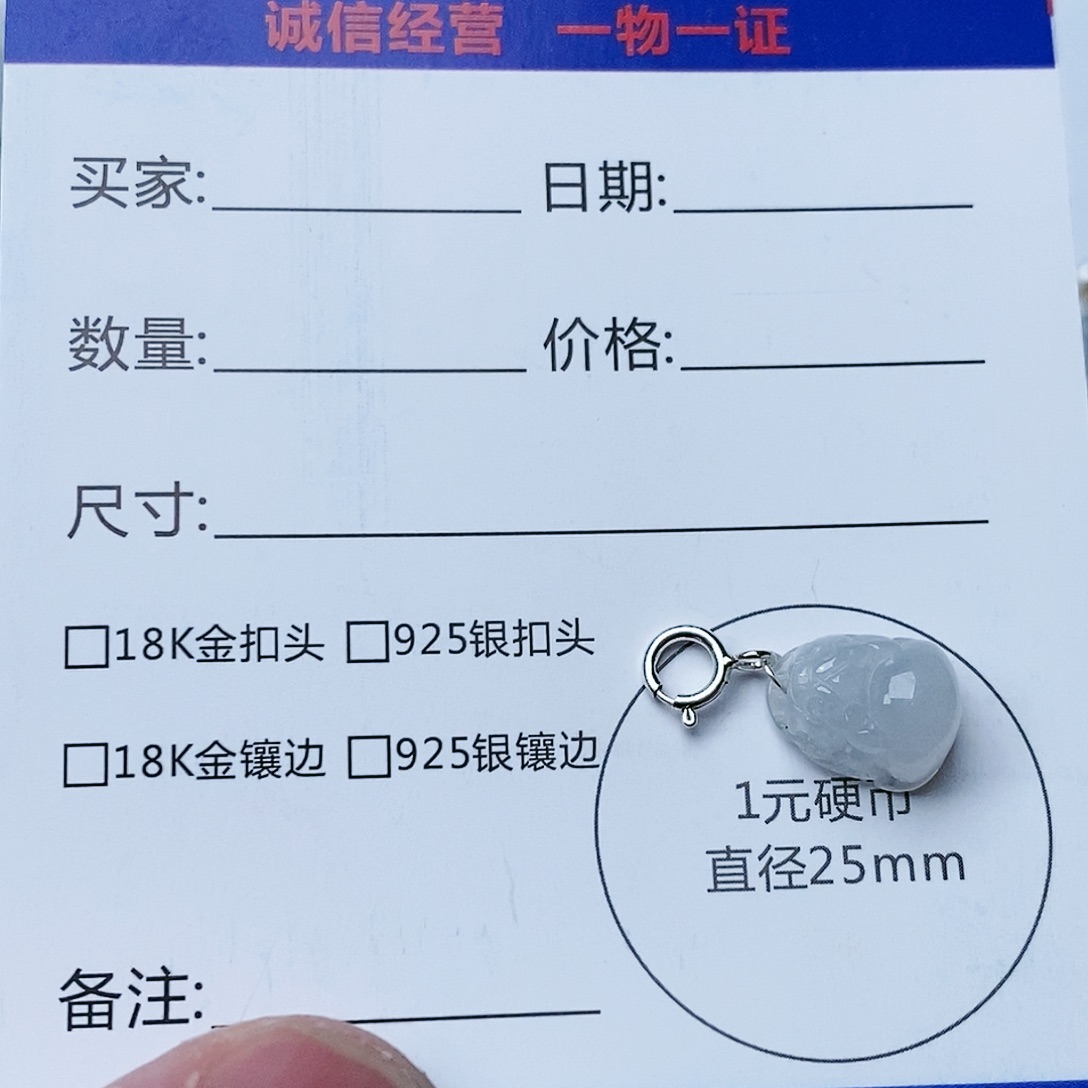 诚信经营 一物一证
买家: 日期:
数量: 价格:
尺寸:
18K金扣头 925银扣头
18K金镶边 925银镶边
1元硬币
直径25mm
备注: